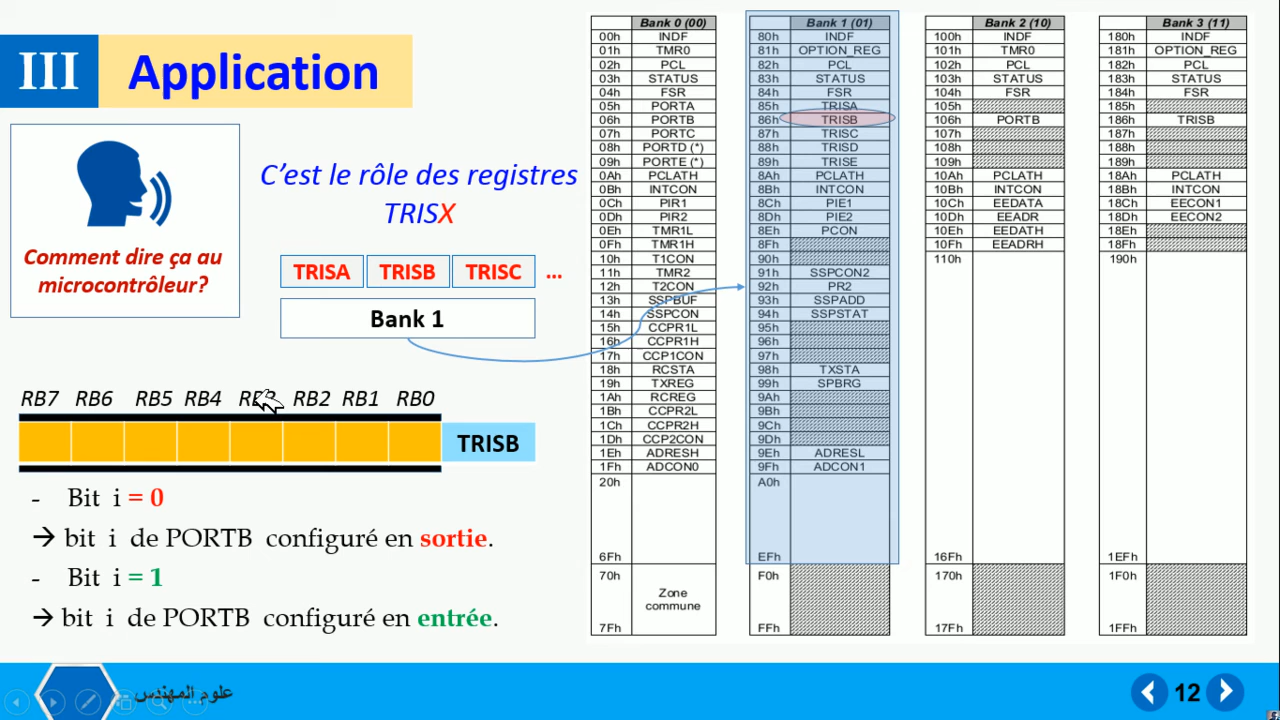 III
Application
Comment dire ça au
microcontrôleur?
C'est le rôle des registres
TRISX
TRISA TRISB TRISC ...
Bank 1
RB7 RB6 RB5 RB4 RB3 RB2 RB1 RB0
TRISB
- Bit i = 0
→ bit i de PORTB configuré en sortie.
- Bit i = 1
→ bit i de PORTB configuré en entrée.
Bank 0 (00)
00h INDF
01h TMR0
02h PCL
03h STATUS
04h FSR
05h PORTA
06h PORTB
07h PORTC
08h PORTD (*)
09h PORTE (*)
0Ah PCLATH
0Bh INTCON
0Ch PIR1
0Dh PIR2
0Eh TMR1L
0Fh TMR1H
10h T1CON
11h TMR2
12h T2CON
13h SSPBUF
14h SSPCON
15h CCPR1L
16h CCPR1H
17h CCP1CON
18h RCSTA
19h TXREG
1Ah RCREG
1Bh CCPR2L
1Ch CCPR2H
1Dh CCP2CON
1Eh ADRESH
1Fh ADCON0
20h
6Fh
70h
Zone
commune
7Fh
Bank 1 (01)
80h INDF
81h OPTION_REG
82h PCL
83h STATUS
84h FSR
85h TRISA
86h TRISB
87h TRISC
88h TRISD
89h TRISE
8Ah PCLATH
8Bh INTCON
8Ch PIE1
8Dh PIE2
8Eh PCON
8Fh
90h
91h SSPCON2
92h PR2
93h SSPADD
94h SSPSTAT
95h
96h
97h
98h TXSTA
99h SPBRG
9Ah
9Bh
9Ch
9Dh
9Eh ADRESL
9Fh ADCON1
A0h
EFh
F0h
FFh
Bank 2 (10)
100h INDF
101h TMR0
102h PCL
103h STATUS
104h FSR
105h
106h PORTB
107h
108h
109h
10Ah PCLATH
10Bh INTCON
10Ch EEDATA
10Dh EEADR
10Eh EEDATH
10Fh EEADRH
110h
16Fh
170h
17Fh
Bank 3 (11)
180h INDF
181h OPTION_REG
182h PCL
183h STATUS
184h FSR
185h
186h TRISB
187h
188h
189h
18Ah PCLATH
18Bh INTCON
18Ch EECON1
18Dh EECON2
18Eh
18Fh
190h
1EFh
1F0h
1FFh
علوم المهندس
12